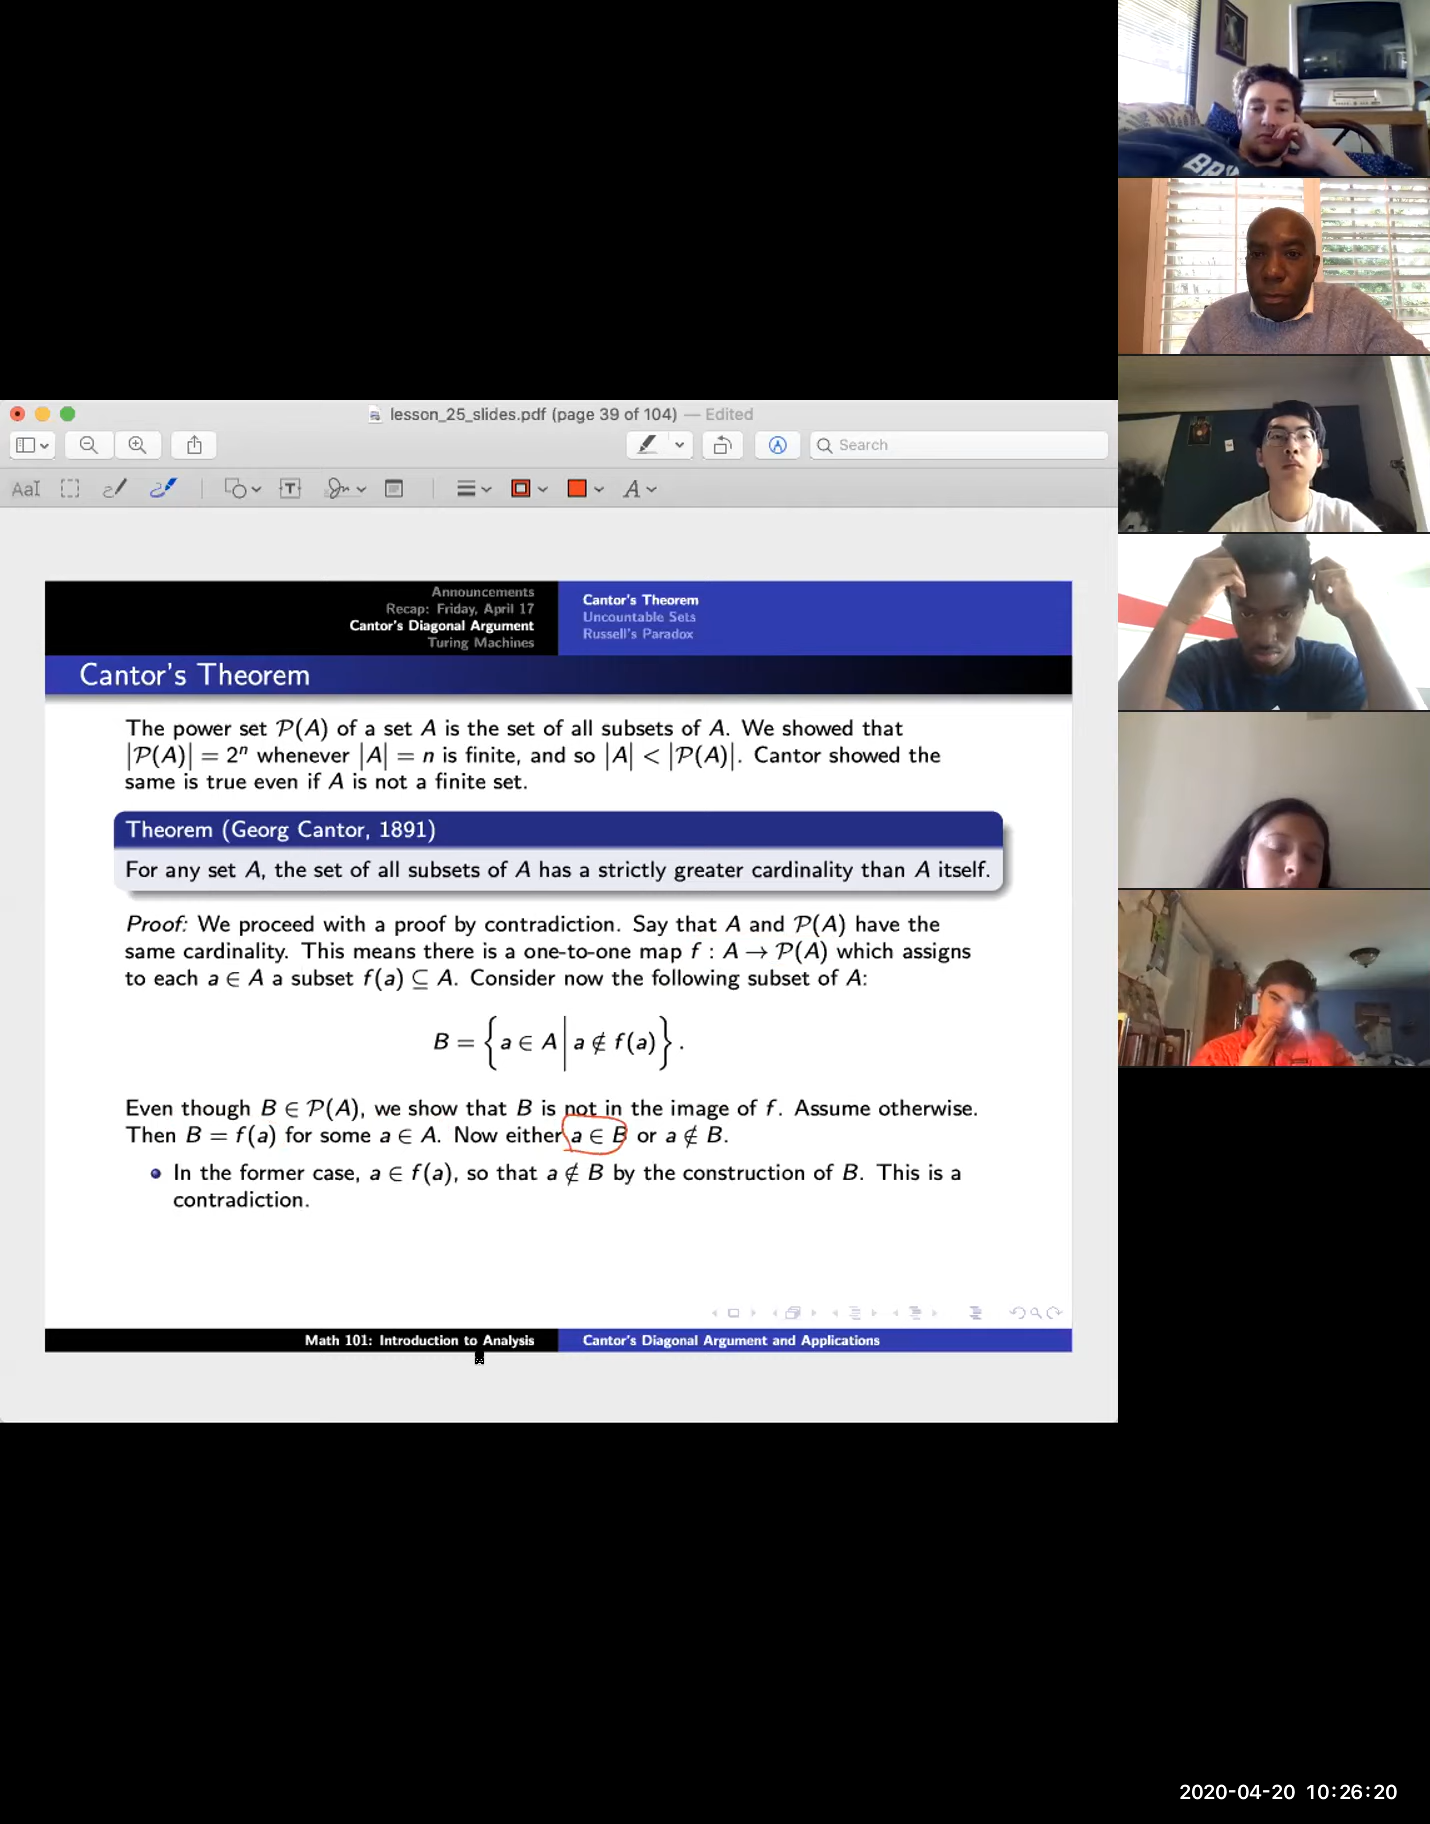 lesson_25_slides.pdf (page 39 of 104) — Edited
Search
AaI
T
A
Announcements
Recap: Friday, April 17
Cantor's Diagonal Argument
Turing Machines
Cantor's Theorem
Uncountable Sets
Russell's Paradox
Cantor's Theorem
The power set 𝒫(A) of a set A is the set of all subsets of A. We showed that
|𝒫(A)| = 2ⁿ whenever |A| = n is finite, and so |A| < |𝒫(A)|. Cantor showed the
same is true even if A is not a finite set.
Theorem (Georg Cantor, 1891)
For any set A, the set of all subsets of A has a strictly greater cardinality than A itself.
Proof: We proceed with a proof by contradiction. Say that A and 𝒫(A) have the
same cardinality. This means there is a one-to-one map f : A → 𝒫(A) which assigns
to each a ∈ A a subset f(a) ⊆ A. Consider now the following subset of A:
B = { a ∈ A | a ∉ f(a) } .
Even though B ∈ 𝒫(A), we show that B is not in the image of f. Assume otherwise.
Then B = f(a) for some a ∈ A. Now either a ∈ B or a ∉ B.
• In the former case, a ∈ f(a), so that a ∉ B by the construction of B. This is a
contradiction.
Math 101: Introduction to Analysis
Cantor's Diagonal Argument and Applications
2020-04-20 10:26:20